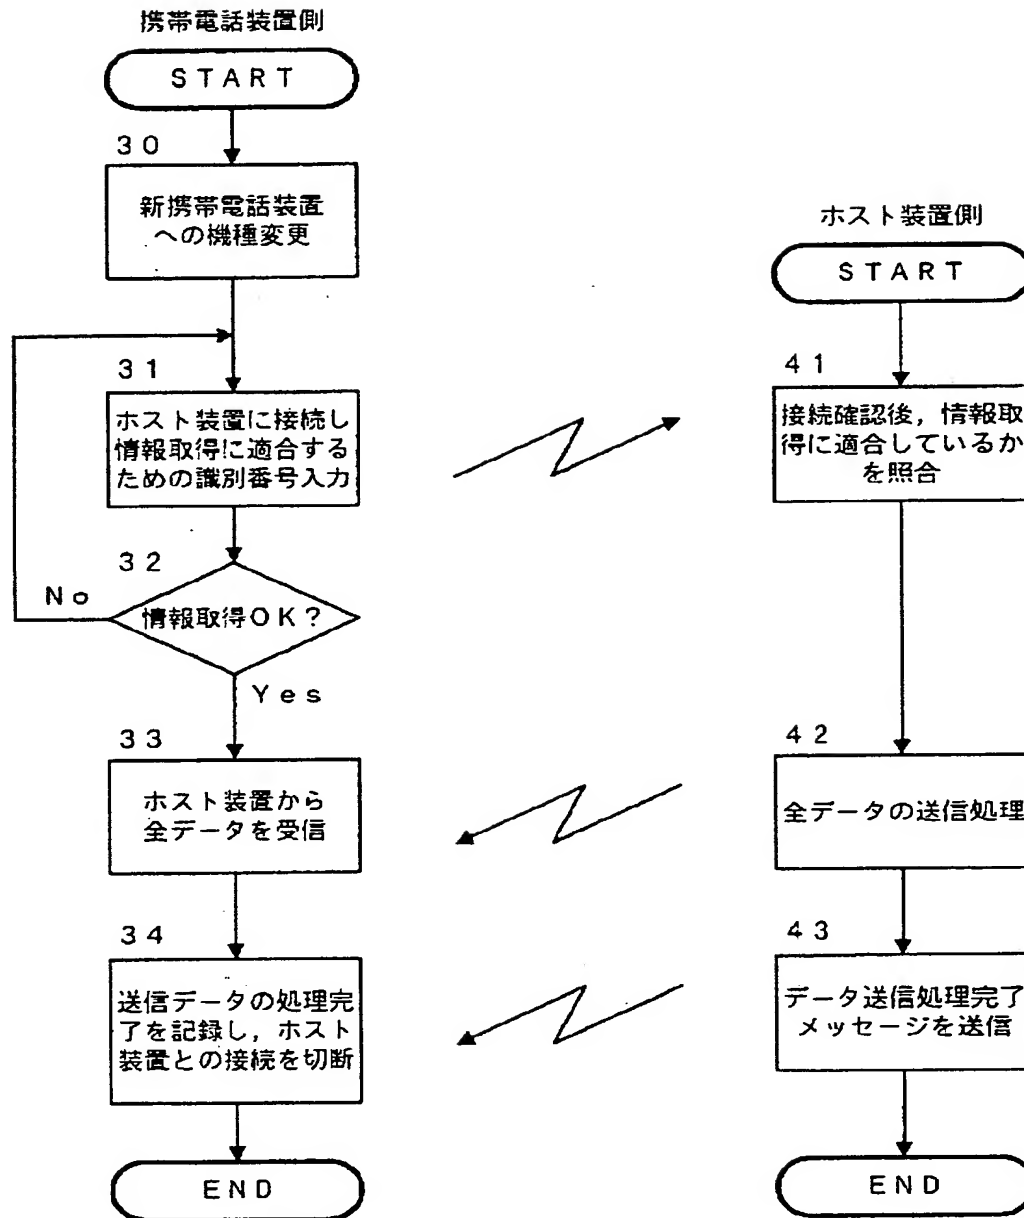 携帯電話装置側
START
30
新携帯電話装置
への機種変更
31
ホスト装置に接続し
情報取得に適合する
ための識別番号入力
32
No
情報取得OK?
Yes
33
ホスト装置から
全データを受信
34
送信データの処理完
了を記録し,ホスト
装置との接続を切断
END
ホスト装置側
START
41
接続確認後,情報取
得に適合しているか
を照合
42
全データの送信処理
43
データ送信処理完了
メッセージを送信
END